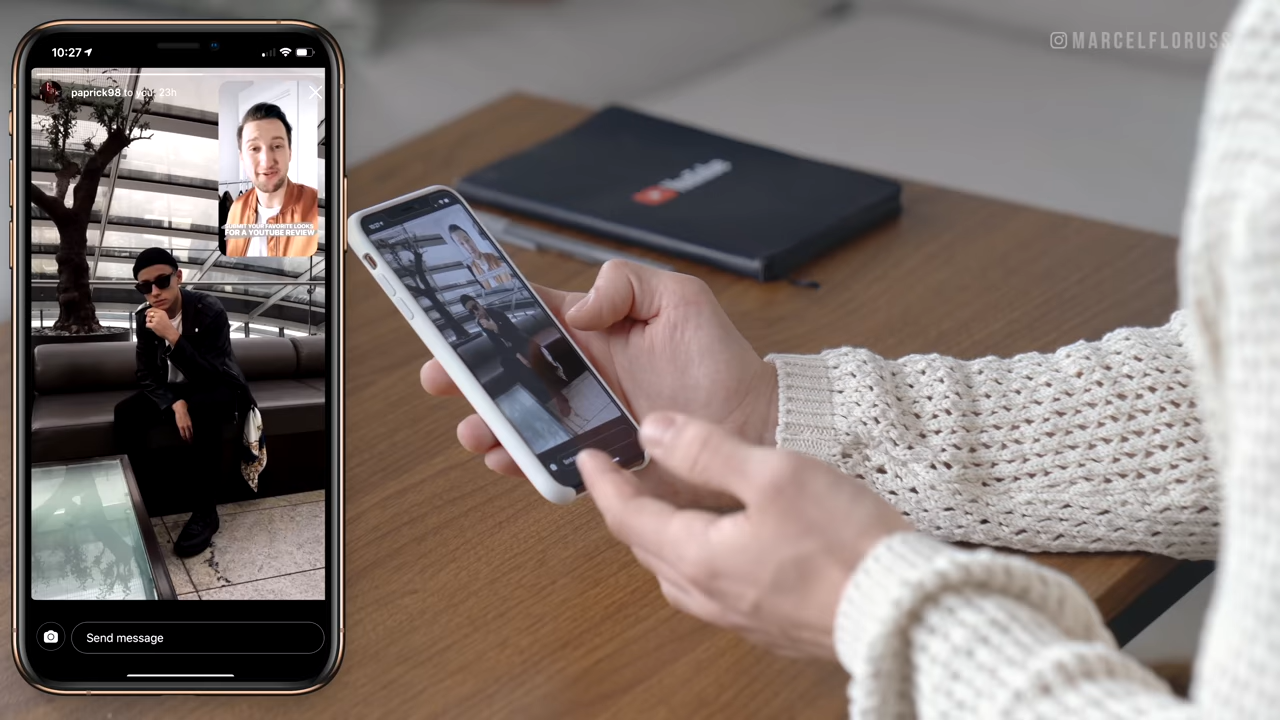 10:27
paprick98 to you, 23h
SUBMIT YOUR FAVORITE LOOKS
FOR A YOUTUBE REVIEW
Send message
MARCELFLORUSS
YouTube